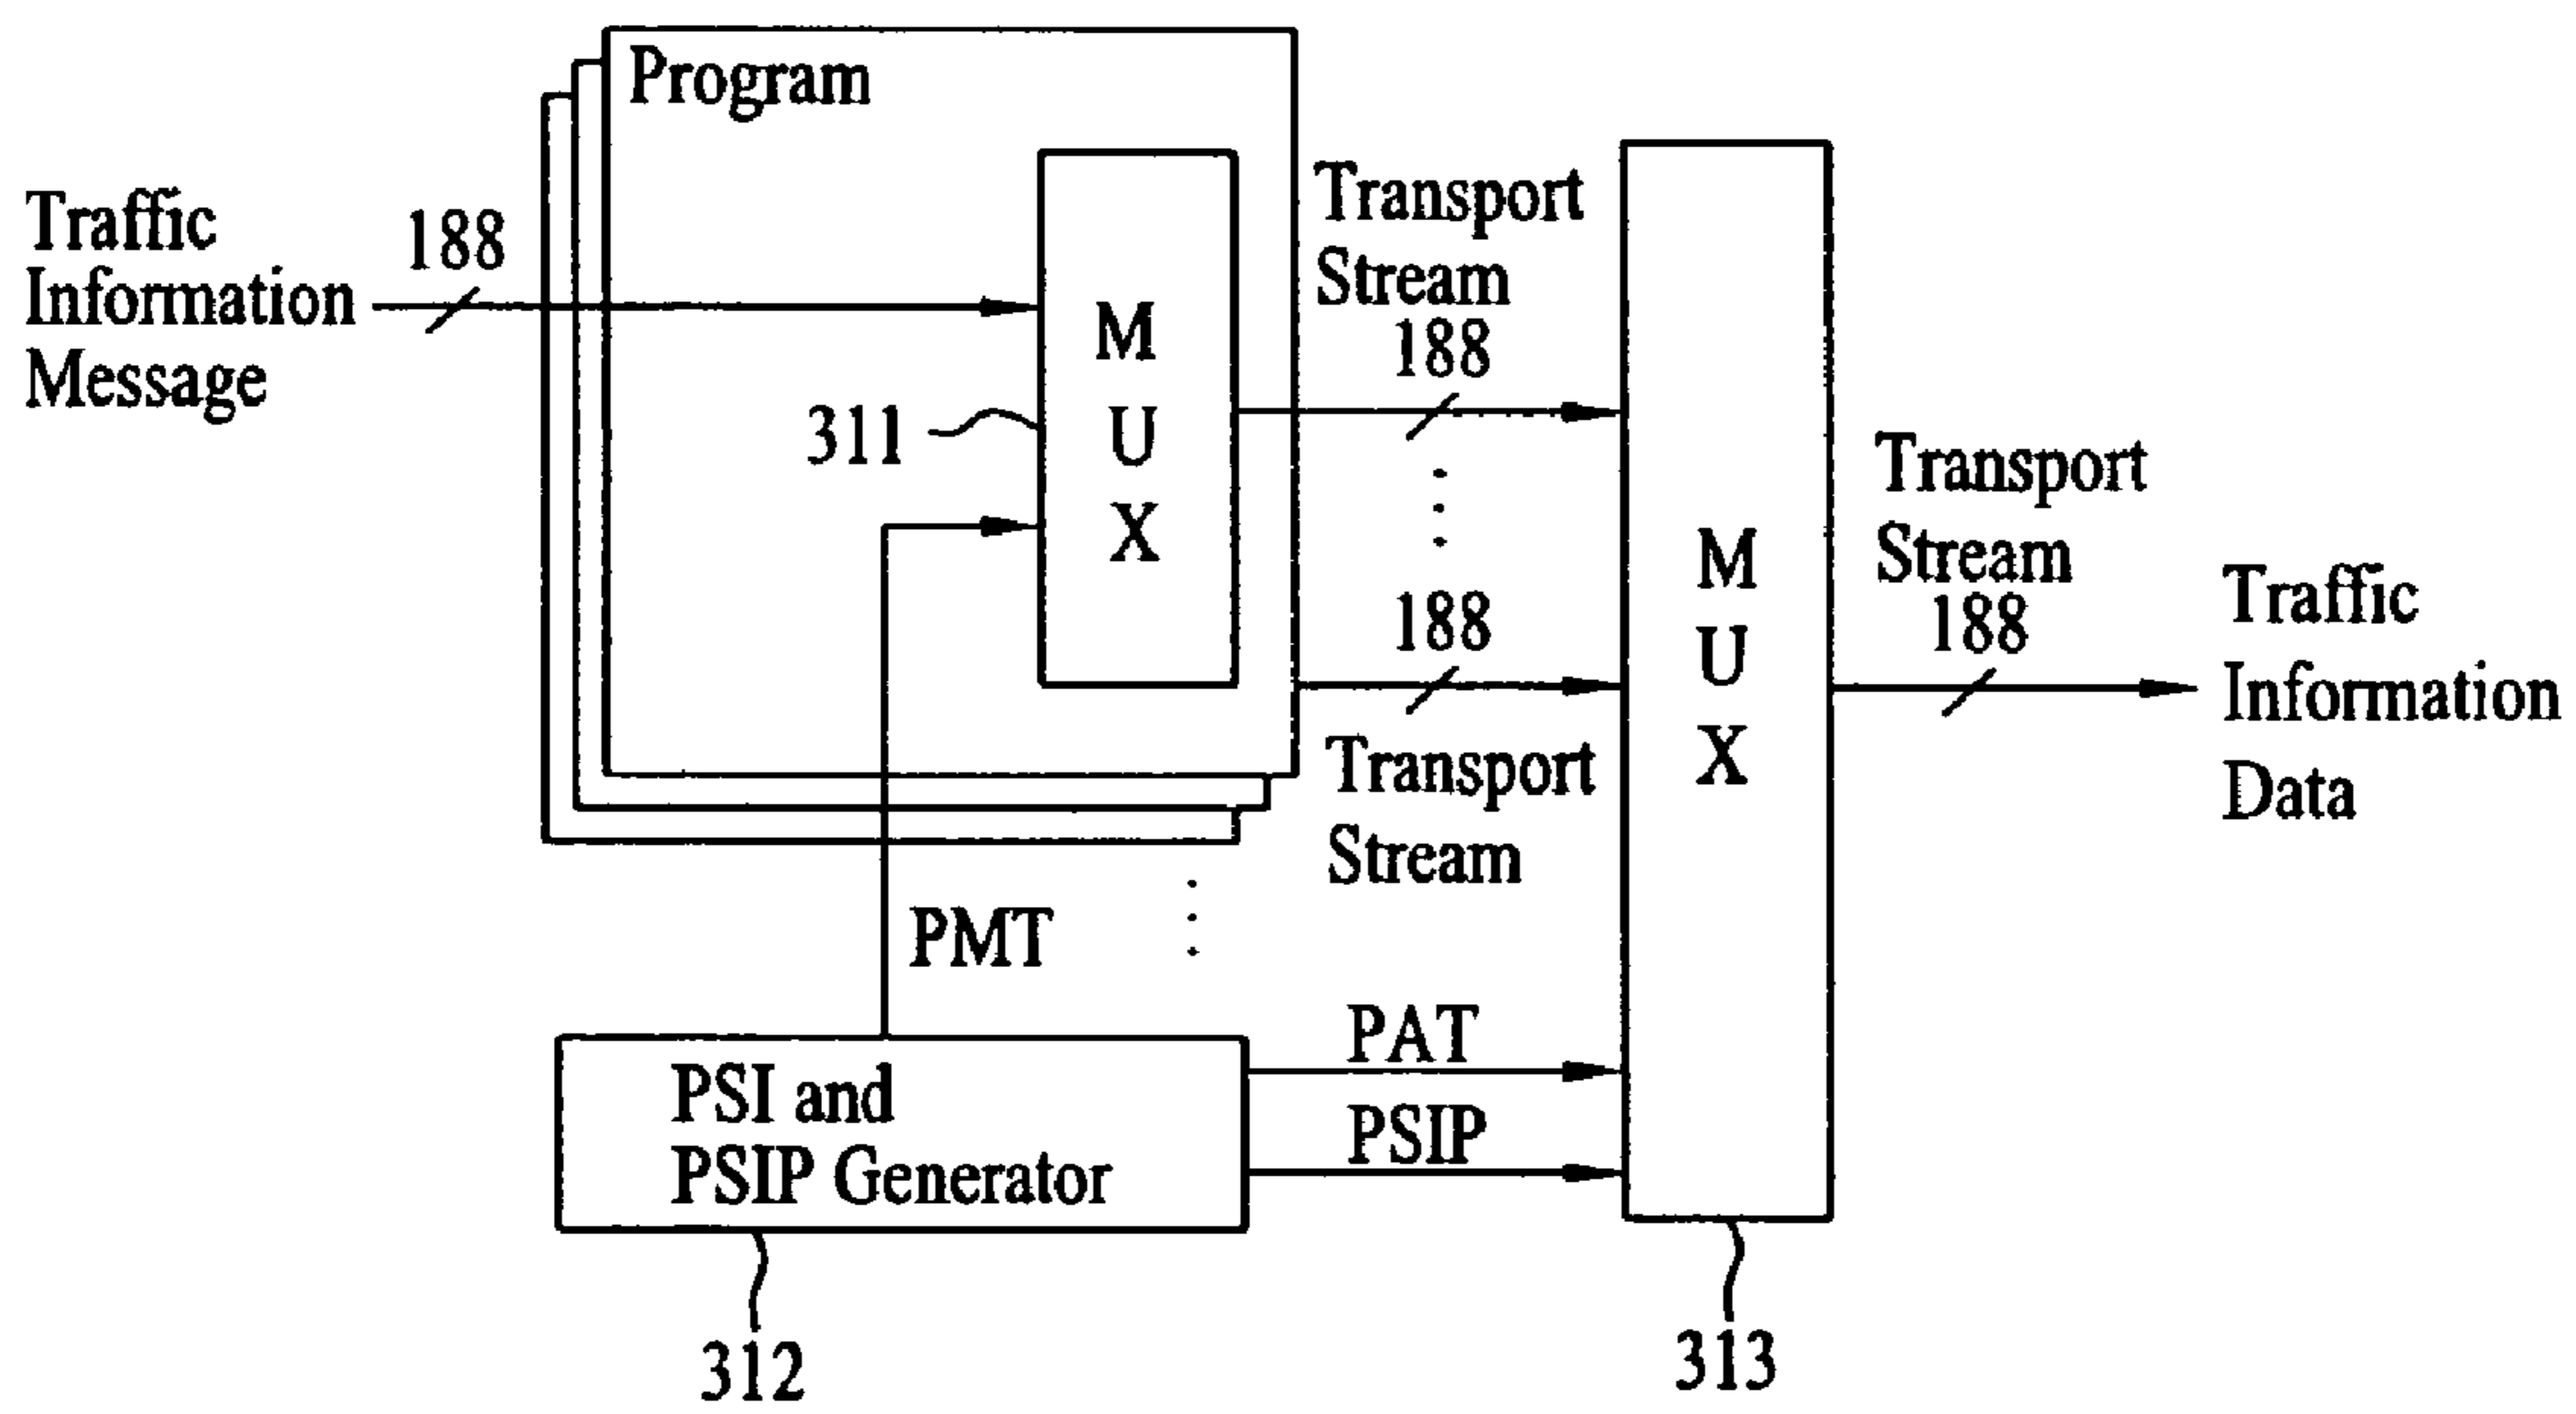 Program
Traffic
Information
Message
188
311
M
U
X
Transport
Stream
188
188
Transport
Stream
M
U
X
Transport
Stream
188
Traffic
Information
Data
PMT
PSI and
PSIP Generator
PAT
PSIP
312
313